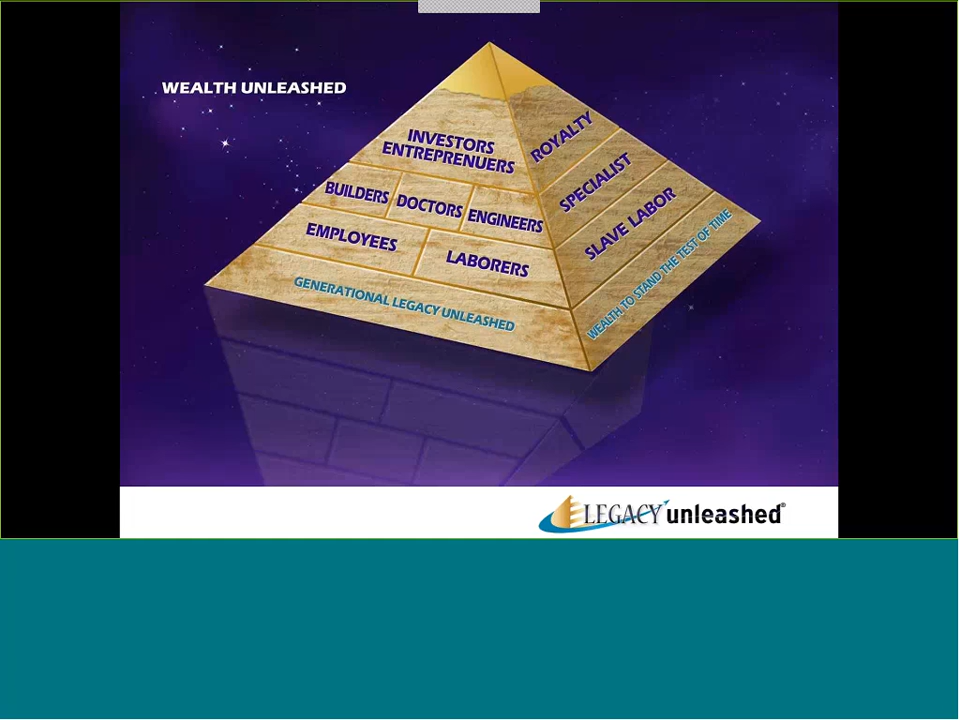 WEALTH UNLEASHED
INVESTORS
ENTREPRENUERS
BUILDERS
DOCTORS
ENGINEERS
EMPLOYEES
LABORERS
GENERATIONAL LEGACY UNLEASHED
ROYALTY
SPECIALIST
SLAVE LABOR
WEALTH TO STAND THE TEST OF TIME
LEGACY unleashed®